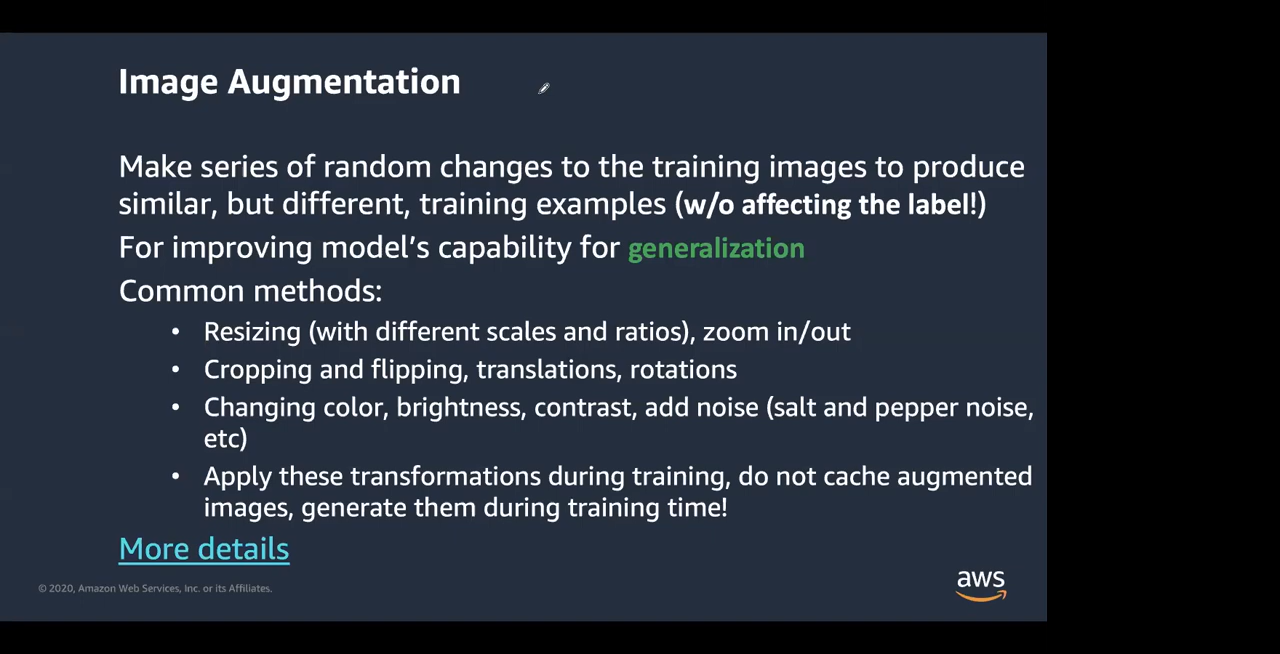 Image Augmentation
Make series of random changes to the training images to produce
similar, but different, training examples (w/o affecting the label!)
For improving model's capability for generalization
Common methods:
• Resizing (with different scales and ratios), zoom in/out
• Cropping and flipping, translations, rotations
• Changing color, brightness, contrast, add noise (salt and pepper noise,
etc)
• Apply these transformations during training, do not cache augmented
images, generate them during training time!
More details
© 2020, Amazon Web Services, Inc. or its Affiliates.
aws